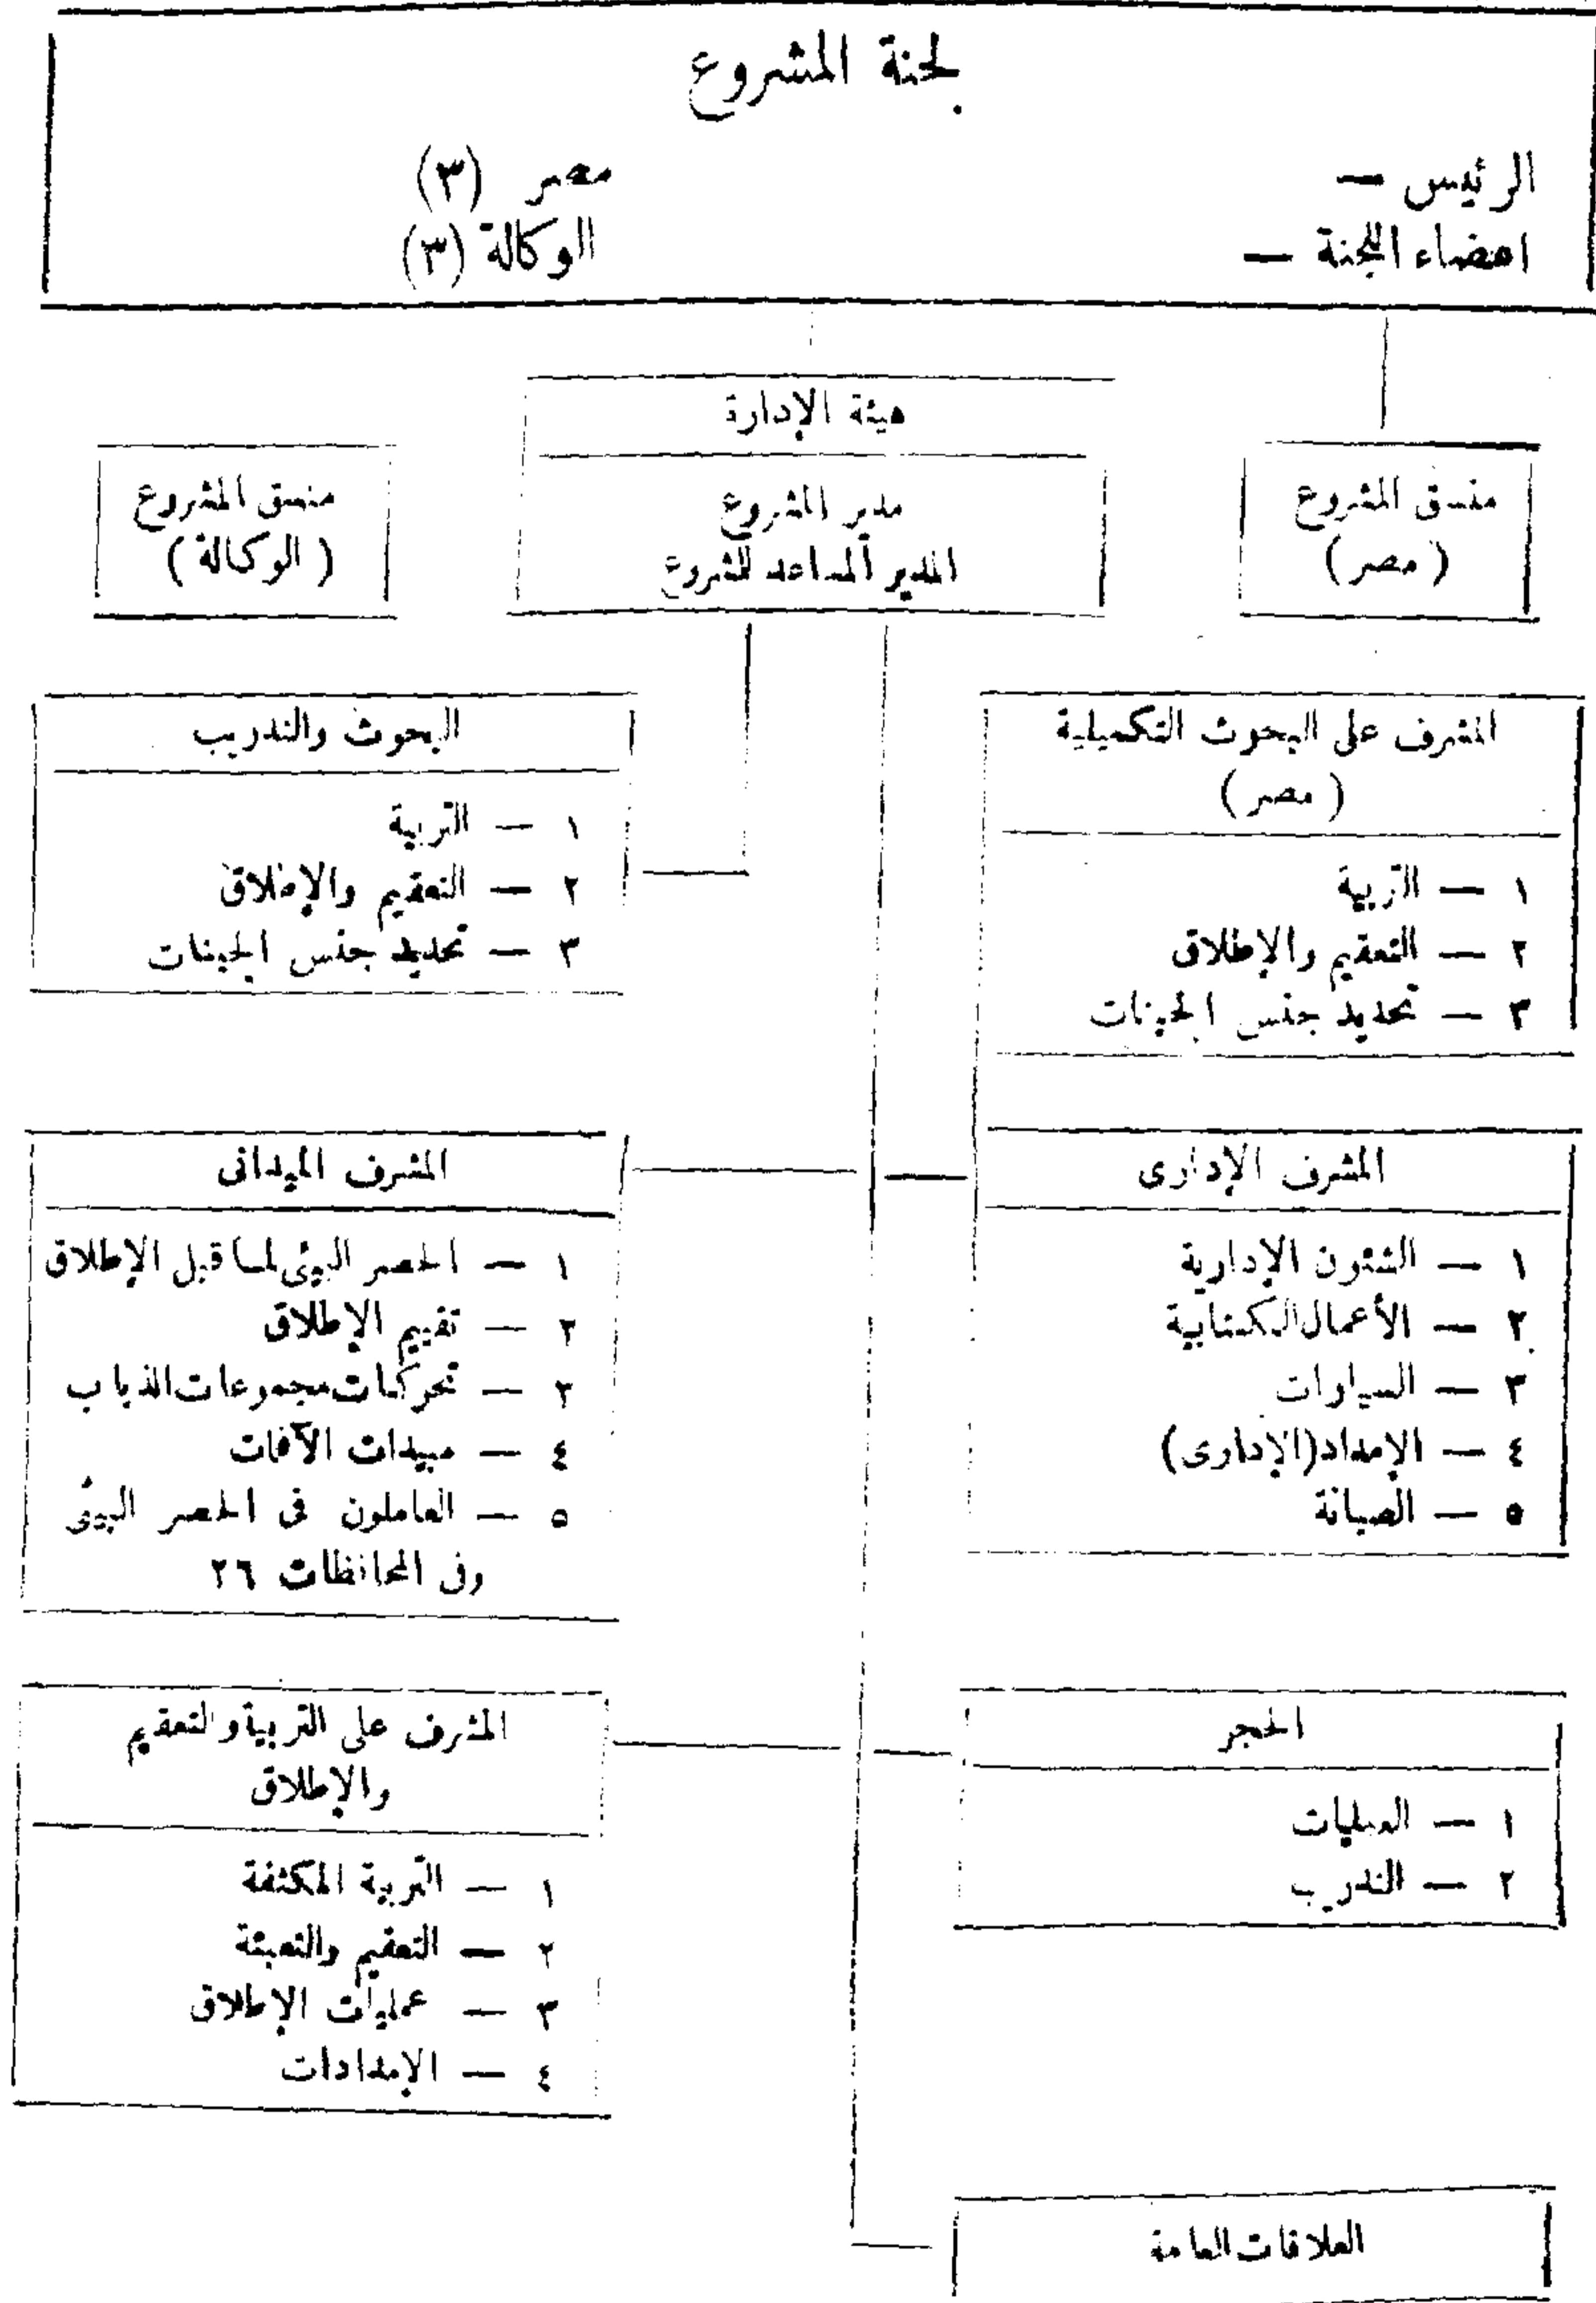 لجنة المشروع
الرئيس — مصر (٣)
اعضاء اللجنة — الوكالة (٣)
هيئة الإدارة
مدير المشروع
المدير المساعد للمشروع
منسق المشروع
(مصر)
منسق المشروع
(الوكالة)
المشرف على البحوث التكميلية
(مصر)
١ — التربية
٢ — التعقيم والإطلاق
٣ — تحديد جنس الجينات
البحوث والتدريب
١ — التربية
٢ — التعقيم والإطلاق
٣ — تحديد جنس الجينات
المشرف الإدارى
١ — الشئون الإدارية
٢ — الأعمال الكتابية
٣ — السيارات
٤ — الإمداد (الإدارى)
٥ — الصيانة
المشرف الميدانى
١ — الحصر البيئى لما قبل الإطلاق
٢ — تقييم الإطلاق
٣ — تحركات مجموعات الذباب
٤ — مبيدات الآفات
٥ — العاملون فى الحصر البيئى
وفى المحافظات ٢٦
الحجر
١ — العمليات
٢ — التدريب
المشرف على التربية والتعقيم
والإطلاق
١ — التربية المكثفة
٢ — التعقيم والتعبئة
٣ — عمليات الإطلاق
٤ — الإمدادات
العلاقات العامة